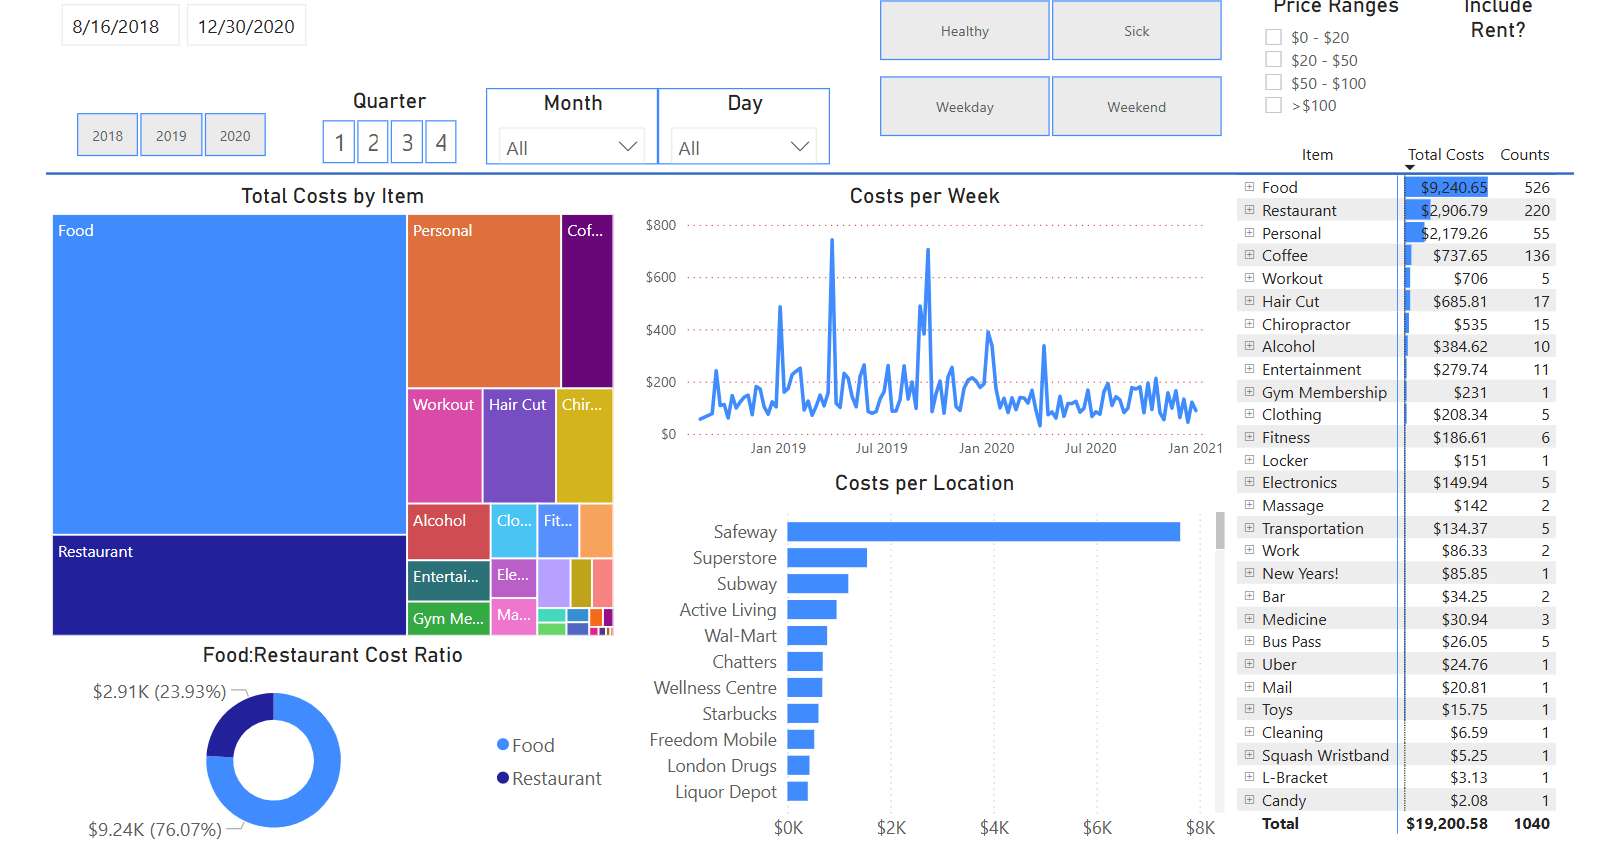 8/16/2018
12/30/2020
2018
2019
2020
Quarter
1
2
3
4
Month
All
Day
All
Healthy
Sick
Weekday
Weekend
Price Ranges
$0 - $20
$20 - $50
$50 - $100
>$100
Include
Rent?
Total Costs by Item
Food
Restaurant
Personal
Cof...
Workout
Hair Cut
Chir...
Alcohol
Clo...
Fit...
Entertai...
Ele...
Gym Me...
Ma...
Food:Restaurant Cost Ratio
$2.91K (23.93%)
$9.24K (76.07%)
Food
Restaurant
Costs per Week
$800
$600
$400
$200
$0
Jan 2019
Jul 2019
Jan 2020
Jul 2020
Jan 2021
Costs per Location
Safeway
Superstore
Subway
Active Living
Wal-Mart
Chatters
Wellness Centre
Starbucks
Freedom Mobile
London Drugs
Liquor Depot
$0K
$2K
$4K
$6K
$8K
Item Total Costs Counts
Food $9,240.65 526
Restaurant $2,906.79 220
Personal $2,179.26 55
Coffee $737.65 136
Workout $706 5
Hair Cut $685.81 17
Chiropractor $535 15
Alcohol $384.62 10
Entertainment $279.74 11
Gym Membership $231 1
Clothing $208.34 5
Fitness $186.61 6
Locker $151 1
Electronics $149.94 5
Massage $142 2
Transportation $134.37 5
Work $86.33 2
New Years! $85.85 1
Bar $34.25 2
Medicine $30.94 3
Bus Pass $26.05 5
Uber $24.76 1
Mail $20.81 1
Toys $15.75 1
Cleaning $6.59 1
Squash Wristband $5.25 1
L-Bracket $3.13 1
Candy $2.08 1
Total $19,200.58 1040